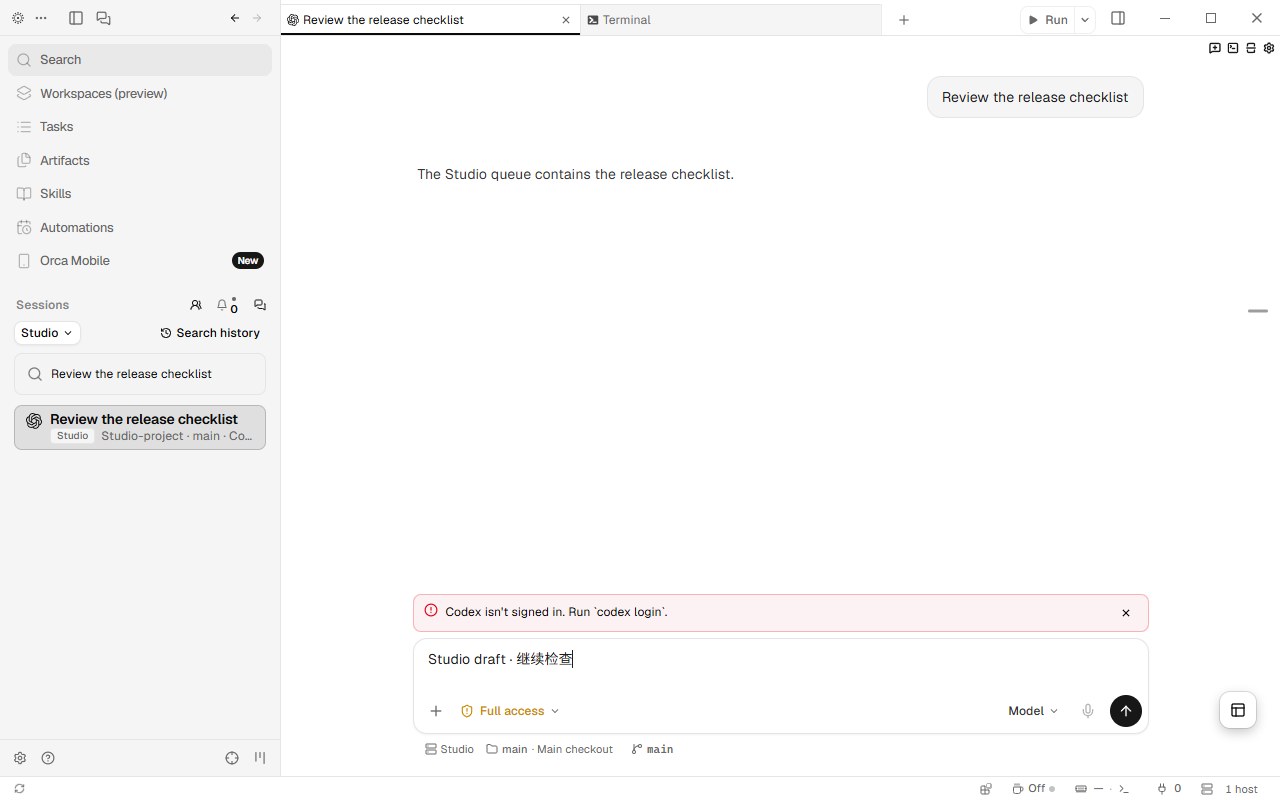 Review the release checklist
Terminal
Run
Search
Workspaces (preview)
Tasks
Artifacts
Skills
Automations
Orca Mobile
New
Sessions
0
Studio
Search history
Review the release checklist
Review the release checklist
Studio
Studio-project · main · Co...
Review the release checklist
The Studio queue contains the release checklist.
Codex isn't signed in. Run `codex login`.
Studio draft · 继续检查
Full access
Model
Studio
main · Main checkout
main
Off
0
1 host